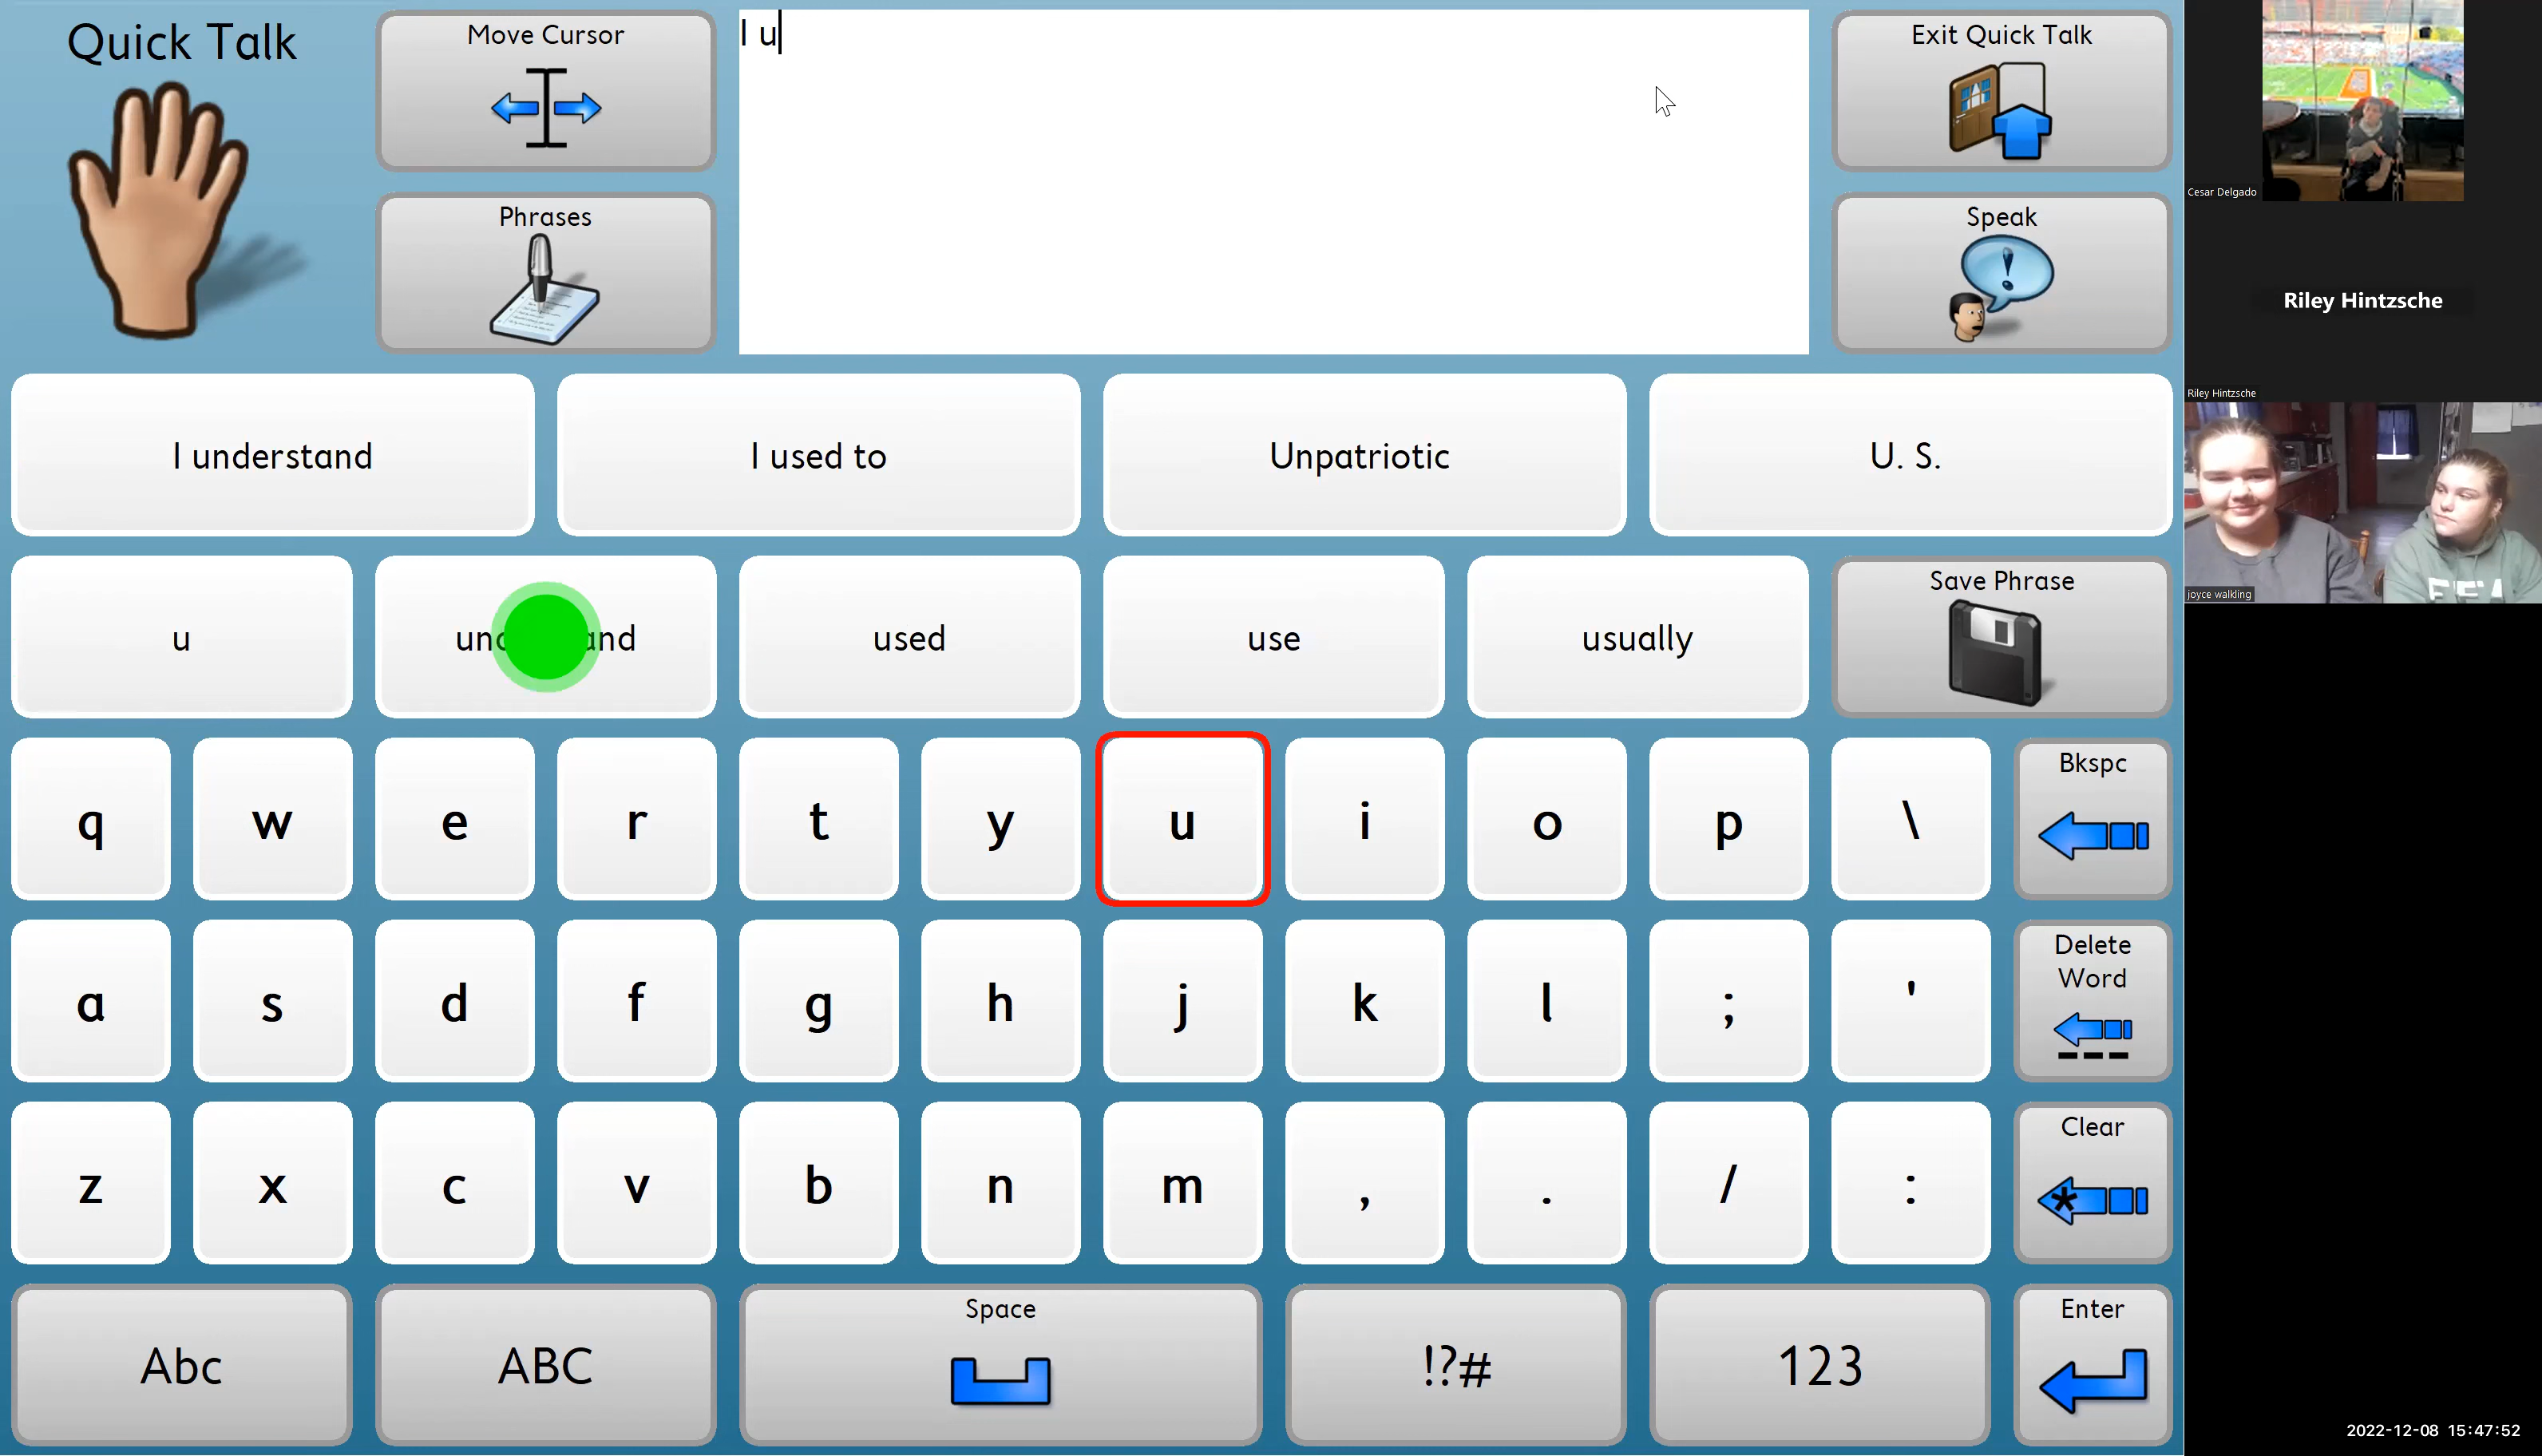 Quick Talk
Move Cursor
I u
Exit Quick Talk
Phrases
Speak
I understand
I used to
Unpatriotic
U. S.
u
used
use
usually
Save Phrase
q w e r t y u i o p \
Bkspc
a s d f g h j k l ; '
Delete
Word
z x c v b n m , . / :
Clear
*
Abc
ABC
Space
!?#
123
Enter
Cesar Delgado
Riley Hintzsche
Riley Hintzsche
joyce walkling
2022-12-08 15:47:52